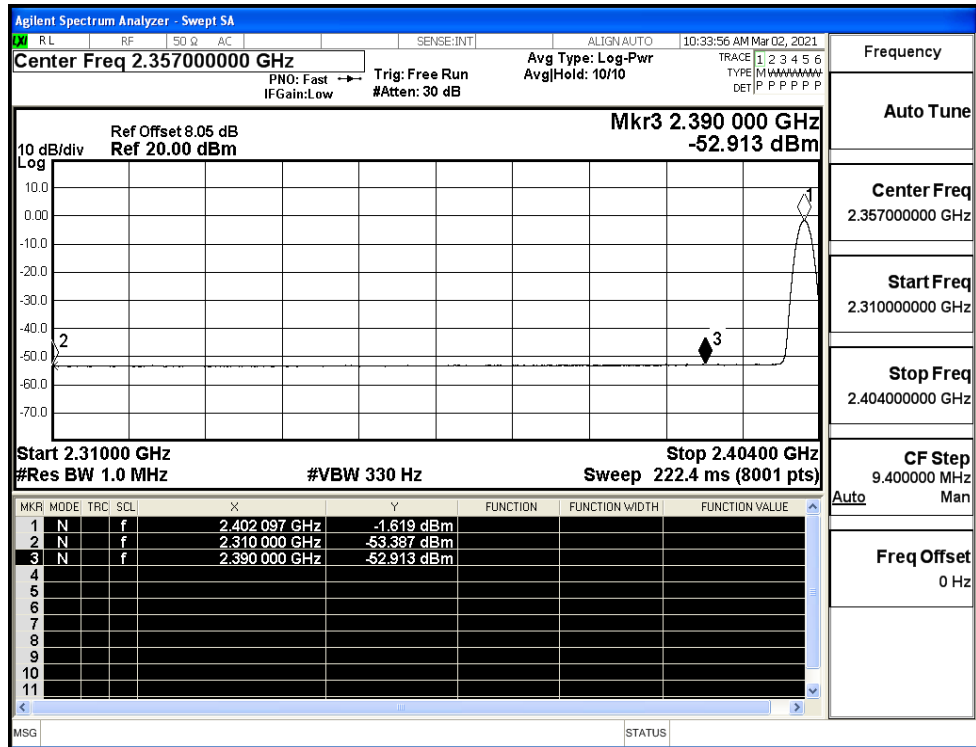 Agilent Spectrum Analyzer - Swept SA
LXI RL RF 50 Ω AC SENSE:INT ALIGN AUTO 10:33:56 AM Mar 02, 2021
Center Freq 2.357000000 GHz
PNO: Fast
IFGain:Low
Trig: Free Run
#Atten: 30 dB
Avg Type: Log-Pwr
Avg|Hold: 10/10
TRACE 1 2 3 4 5 6
TYPE M WWWWW
DET P P P P P P
Ref Offset 8.05 dB
10 dB/div Ref 20.00 dBm
Log
Mkr3 2.390 000 GHz
-52.913 dBm
10.0
0.00
-10.0
-20.0
-30.0
-40.0
-50.0
-60.0
-70.0
1
2
3
Start 2.31000 GHz Stop 2.40400 GHz
#Res BW 1.0 MHz #VBW 330 Hz Sweep 222.4 ms (8001 pts)
MKR MODE TRC SCL X Y FUNCTION FUNCTION WIDTH FUNCTION VALUE
1 N f 2.402 097 GHz -1.619 dBm
2 N f 2.310 000 GHz -53.387 dBm
3 N f 2.390 000 GHz -52.913 dBm
4
5
6
7
8
9
10
11
MSG STATUS
Frequency
Auto Tune
Center Freq
2.357000000 GHz
Start Freq
2.310000000 GHz
Stop Freq
2.404000000 GHz
CF Step
9.400000 MHz
Auto Man
Freq Offset
0 Hz